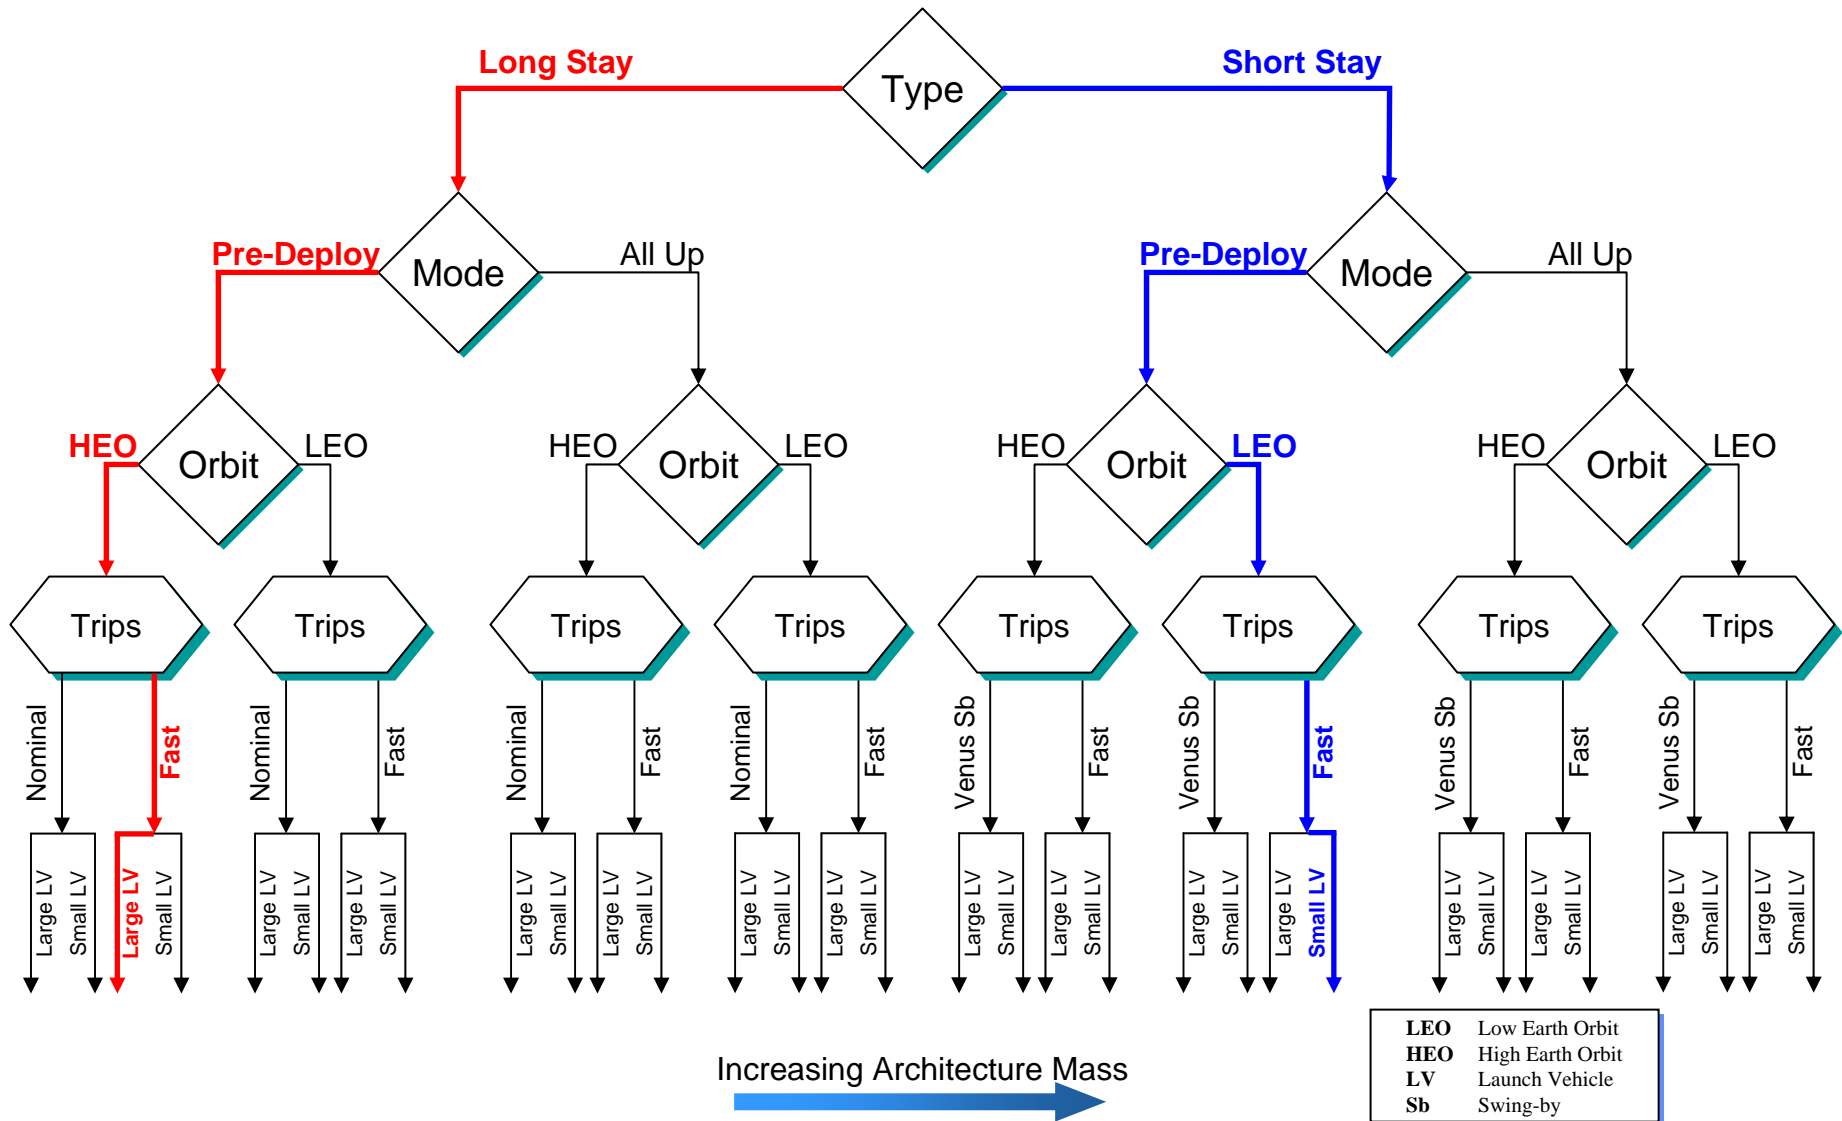 Long Stay
Type
Short Stay
Pre-Deploy
Mode
All Up
Pre-Deploy
Mode
All Up
HEO
Orbit
LEO
HEO
Orbit
LEO
HEO
Orbit
LEO
HEO
Orbit
LEO
Trips
Trips
Trips
Trips
Trips
Trips
Trips
Trips
Nominal
Fast
Nominal
Fast
Nominal
Fast
Nominal
Fast
Venus Sb
Fast
Venus Sb
Fast
Venus Sb
Fast
Venus Sb
Fast
Large LV
Small LV
Large LV
Small LV
Large LV
Small LV
Large LV
Small LV
Large LV
Small LV
Large LV
Small LV
Large LV
Small LV
Large LV
Small LV
Large LV
Small LV
Large LV
Small LV
Large LV
Small LV
Large LV
Small LV
Large LV
Small LV
Large LV
Small LV
Large LV
Small LV
Large LV
Small LV
Increasing Architecture Mass
LEO Low Earth Orbit
HEO High Earth Orbit
LV Launch Vehicle
Sb Swing-by